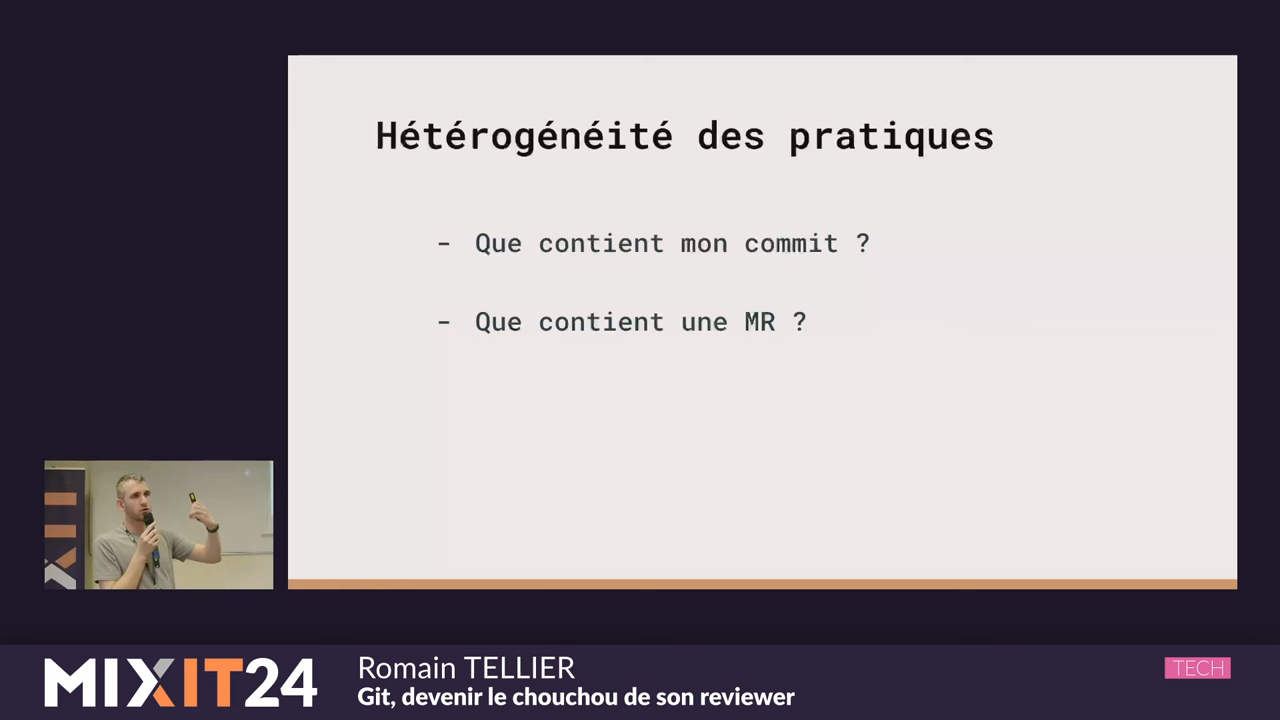 Hétérogénéité des pratiques
- Que contient mon commit ?
- Que contient une MR ?
MIXIT24
Romain TELLIER
Git, devenir le chouchou de son reviewer
TECH